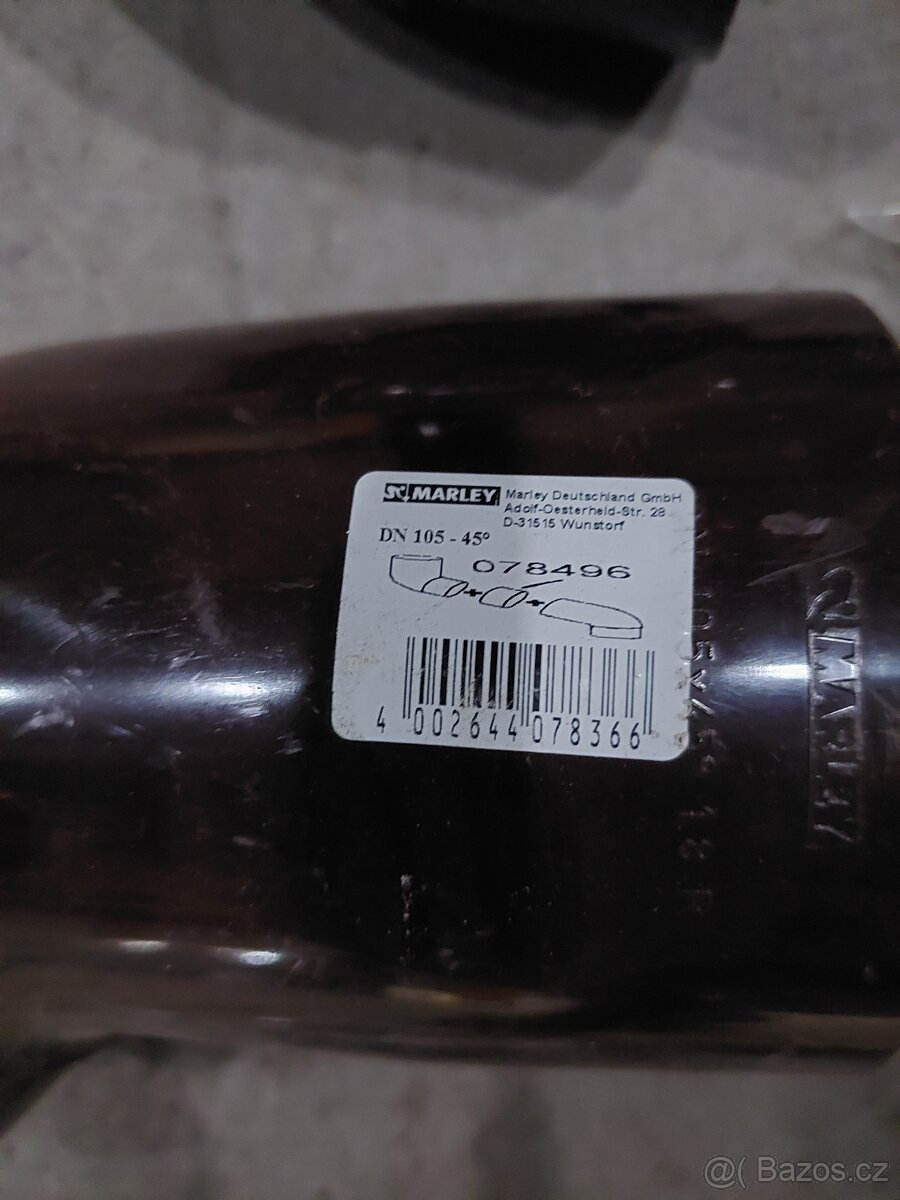 MARLEY
Marley Deutschland GmbH
Adolf-Oesterheld-Str. 28
D-31515 Wunstorf
DN 105 - 45°
078496
4 002644 078366
MARLEY
@( Bazos.cz